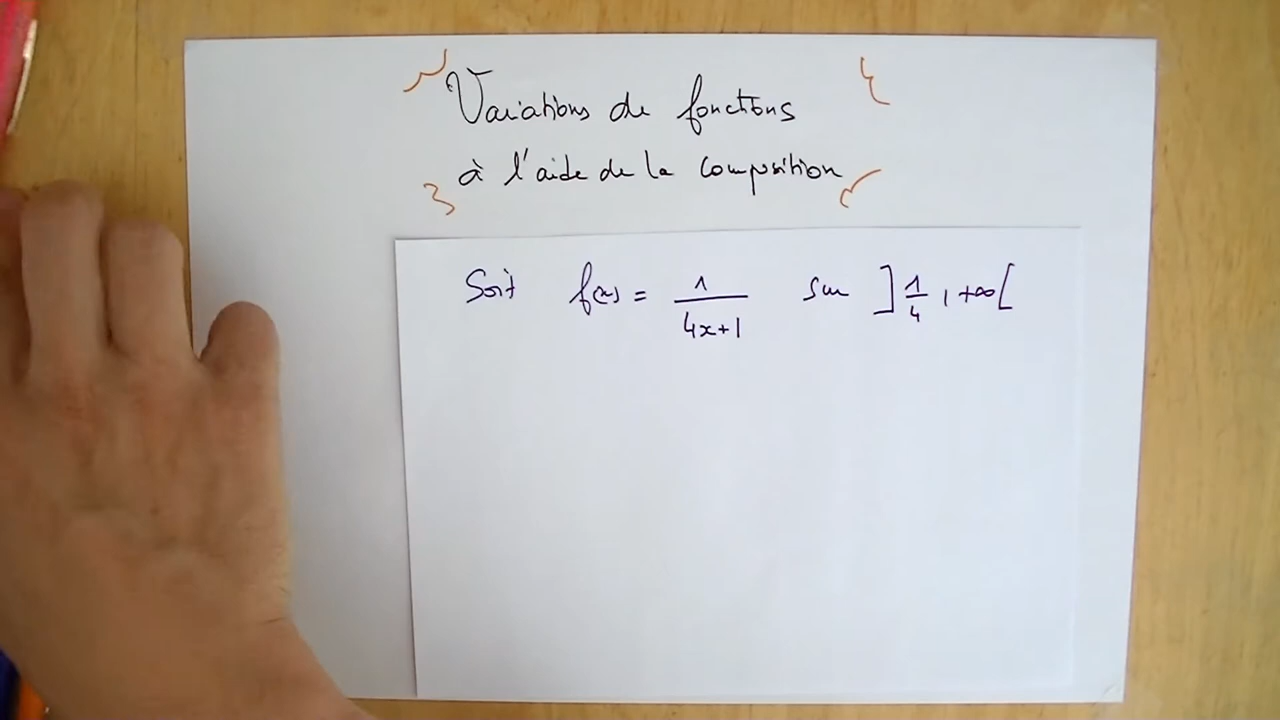 Variations de fonctions
à l'aide de la composition
Soit f(x) = 1/(4x+1) sur ]1/4, +∞[